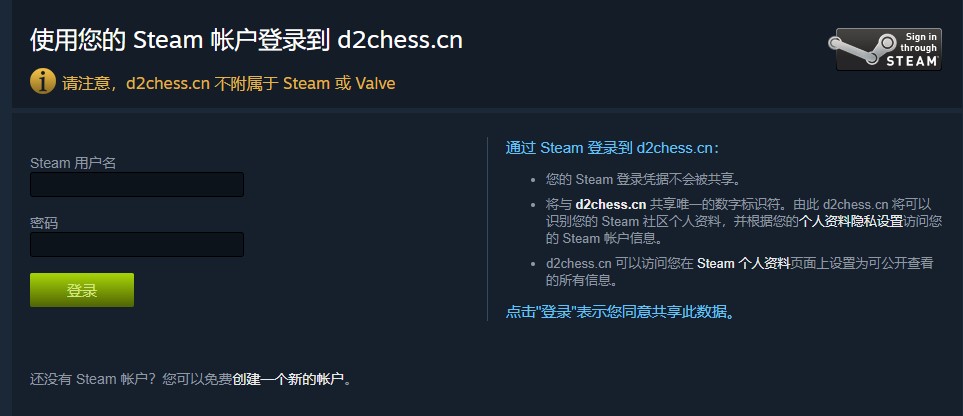 使用您的 Steam 帐户登录到 d2chess.cn
Sign in
through
STEAM
i 请注意，d2chess.cn 不附属于 Steam 或 Valve
Steam 用户名
密码
登录
通过 Steam 登录到 d2chess.cn：
• 您的 Steam 登录凭据不会被共享。
• 将与 d2chess.cn 共享唯一的数字标识符。由此 d2chess.cn 将可以
识别您的 Steam 社区个人资料，并根据您的个人资料隐私设置访问您
的 Steam 帐户信息。
• d2chess.cn 可以访问您在 Steam 个人资料页面上设置为可公开查看
的所有信息。
点击"登录"表示您同意共享此数据。
还没有 Steam 帐户？您可以免费创建一个新的帐户。